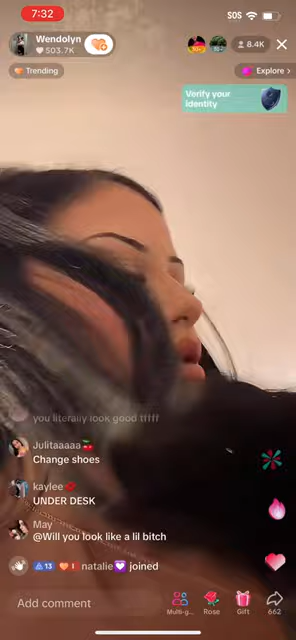 7:32
SOS
Wendolyn
503.7K
8.4K
Trending
Explore >
Verify your
identity
you literally look good tfff
Julitaaaaa🍒
Change shoes
kaylee
UNDER DESK
May
@Will you look like a lil bitch
13
natalie💜 joined
Add comment
Multi-g...
Rose
Gift
662